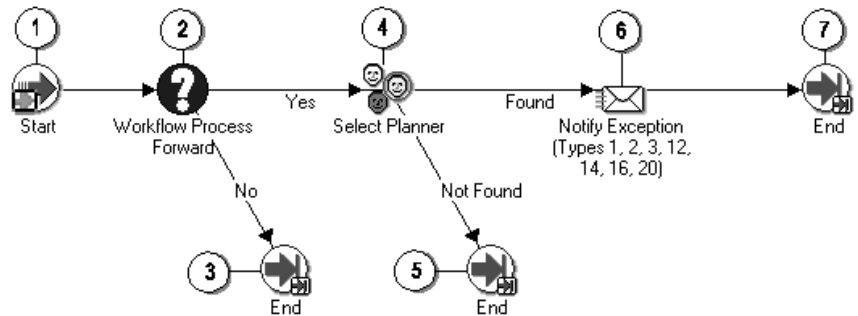 1
2
4
6
7
Start
Workflow Process
Forward
Yes
Select Planner
Found
Notify Exception
(Types 1, 2, 3, 12,
14, 16, 20)
End
No
Not Found
3
End
5
End